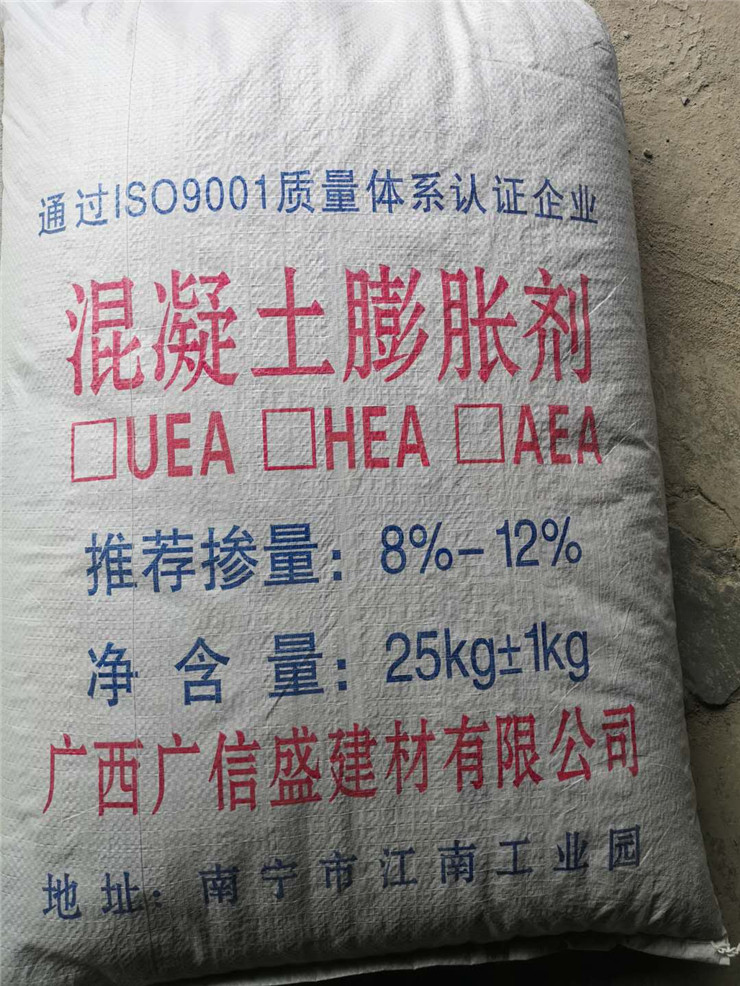 通过ISO9001质量体系认证企业
混凝土膨胀剂
□UEA □HEA □AEA
推荐掺量：8%-12%
净含量：25kg±1kg
广西广信盛建材有限公司
地址：南宁市江南工业园